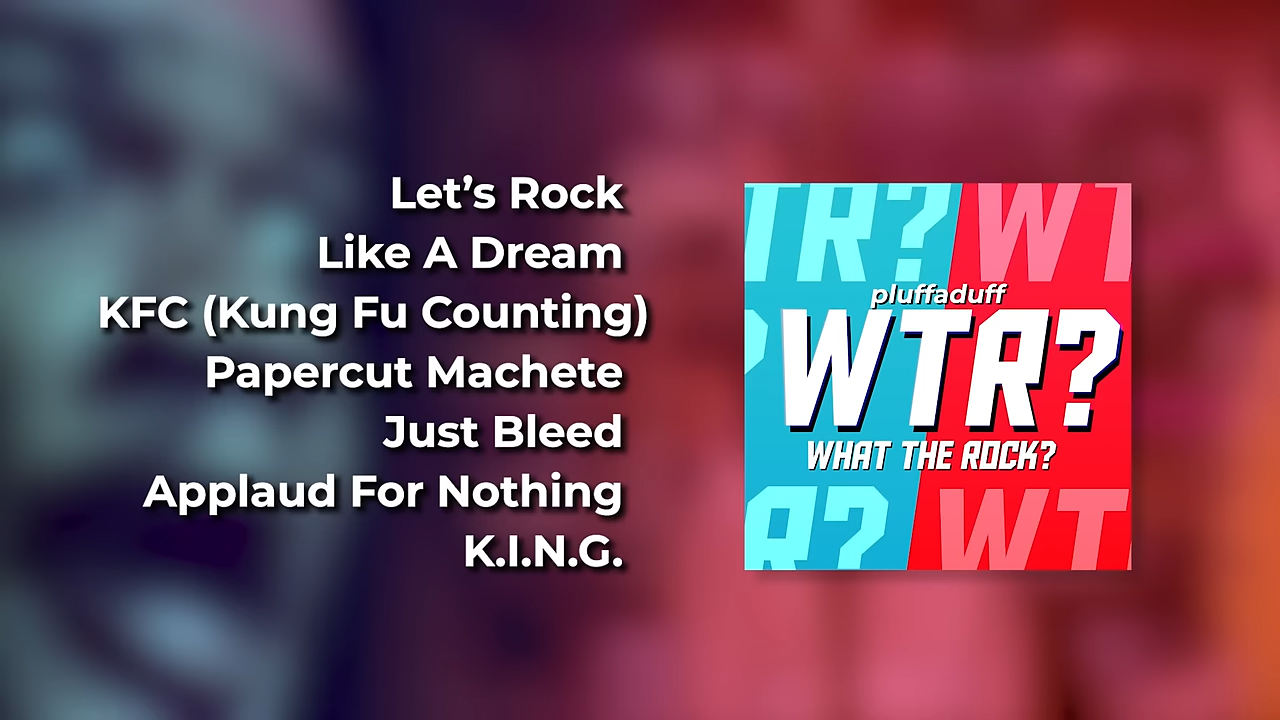 Let's Rock
Like A Dream
KFC (Kung Fu Counting)
Papercut Machete
Just Bleed
Applaud For Nothing
K.I.N.G.
TR? WT
pluffaduff
WTR?
WHAT THE ROCK?
R? WT